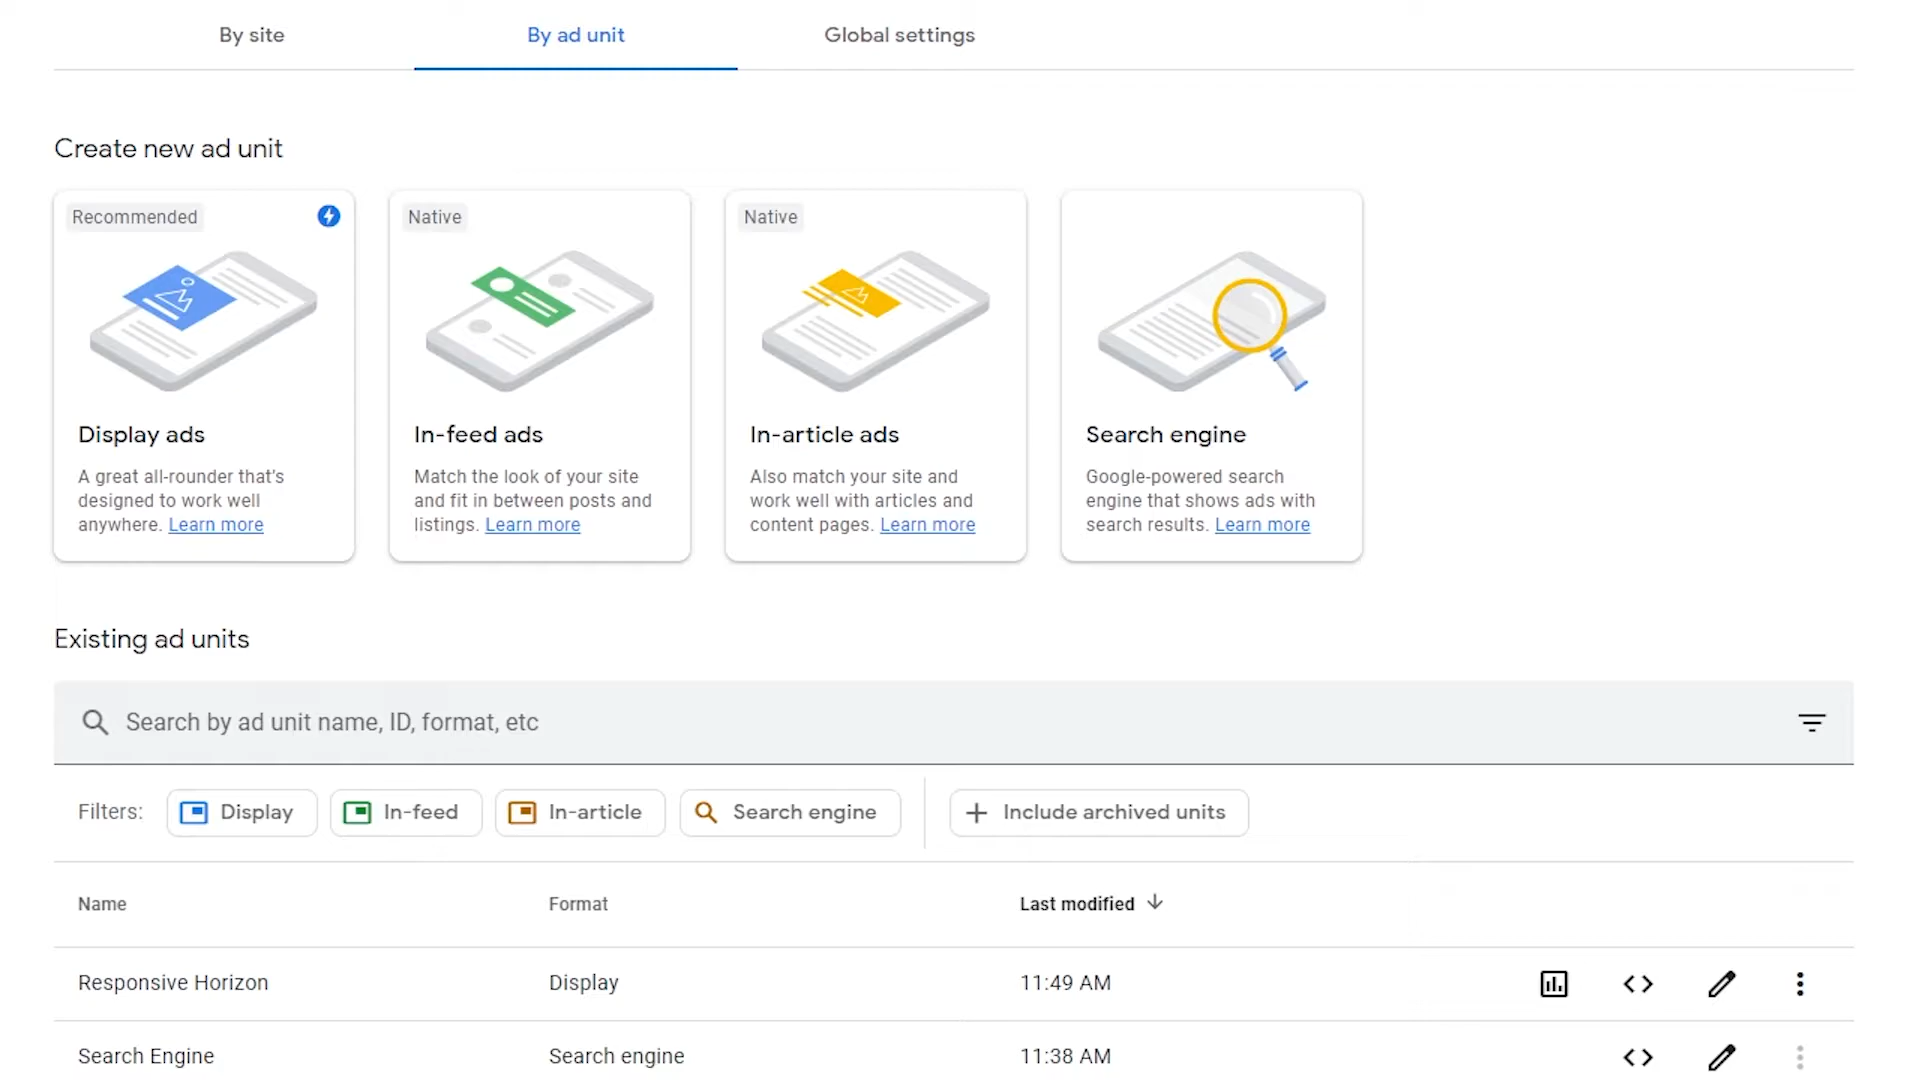 By site
By ad unit
Global settings
Create new ad unit
Recommended
Native
Native
Display ads
A great all-rounder that's
designed to work well
anywhere. Learn more
In-feed ads
Match the look of your site
and fit in between posts and
listings. Learn more
In-article ads
Also match your site and
work well with articles and
content pages. Learn more
Search engine
Google-powered search
engine that shows ads with
search results. Learn more
Existing ad units
Search by ad unit name, ID, format, etc
Filters:
Display
In-feed
In-article
Search engine
Include archived units
Name
Format
Last modified
Responsive Horizon
Display
11:49 AM
Search Engine
Search engine
11:38 AM